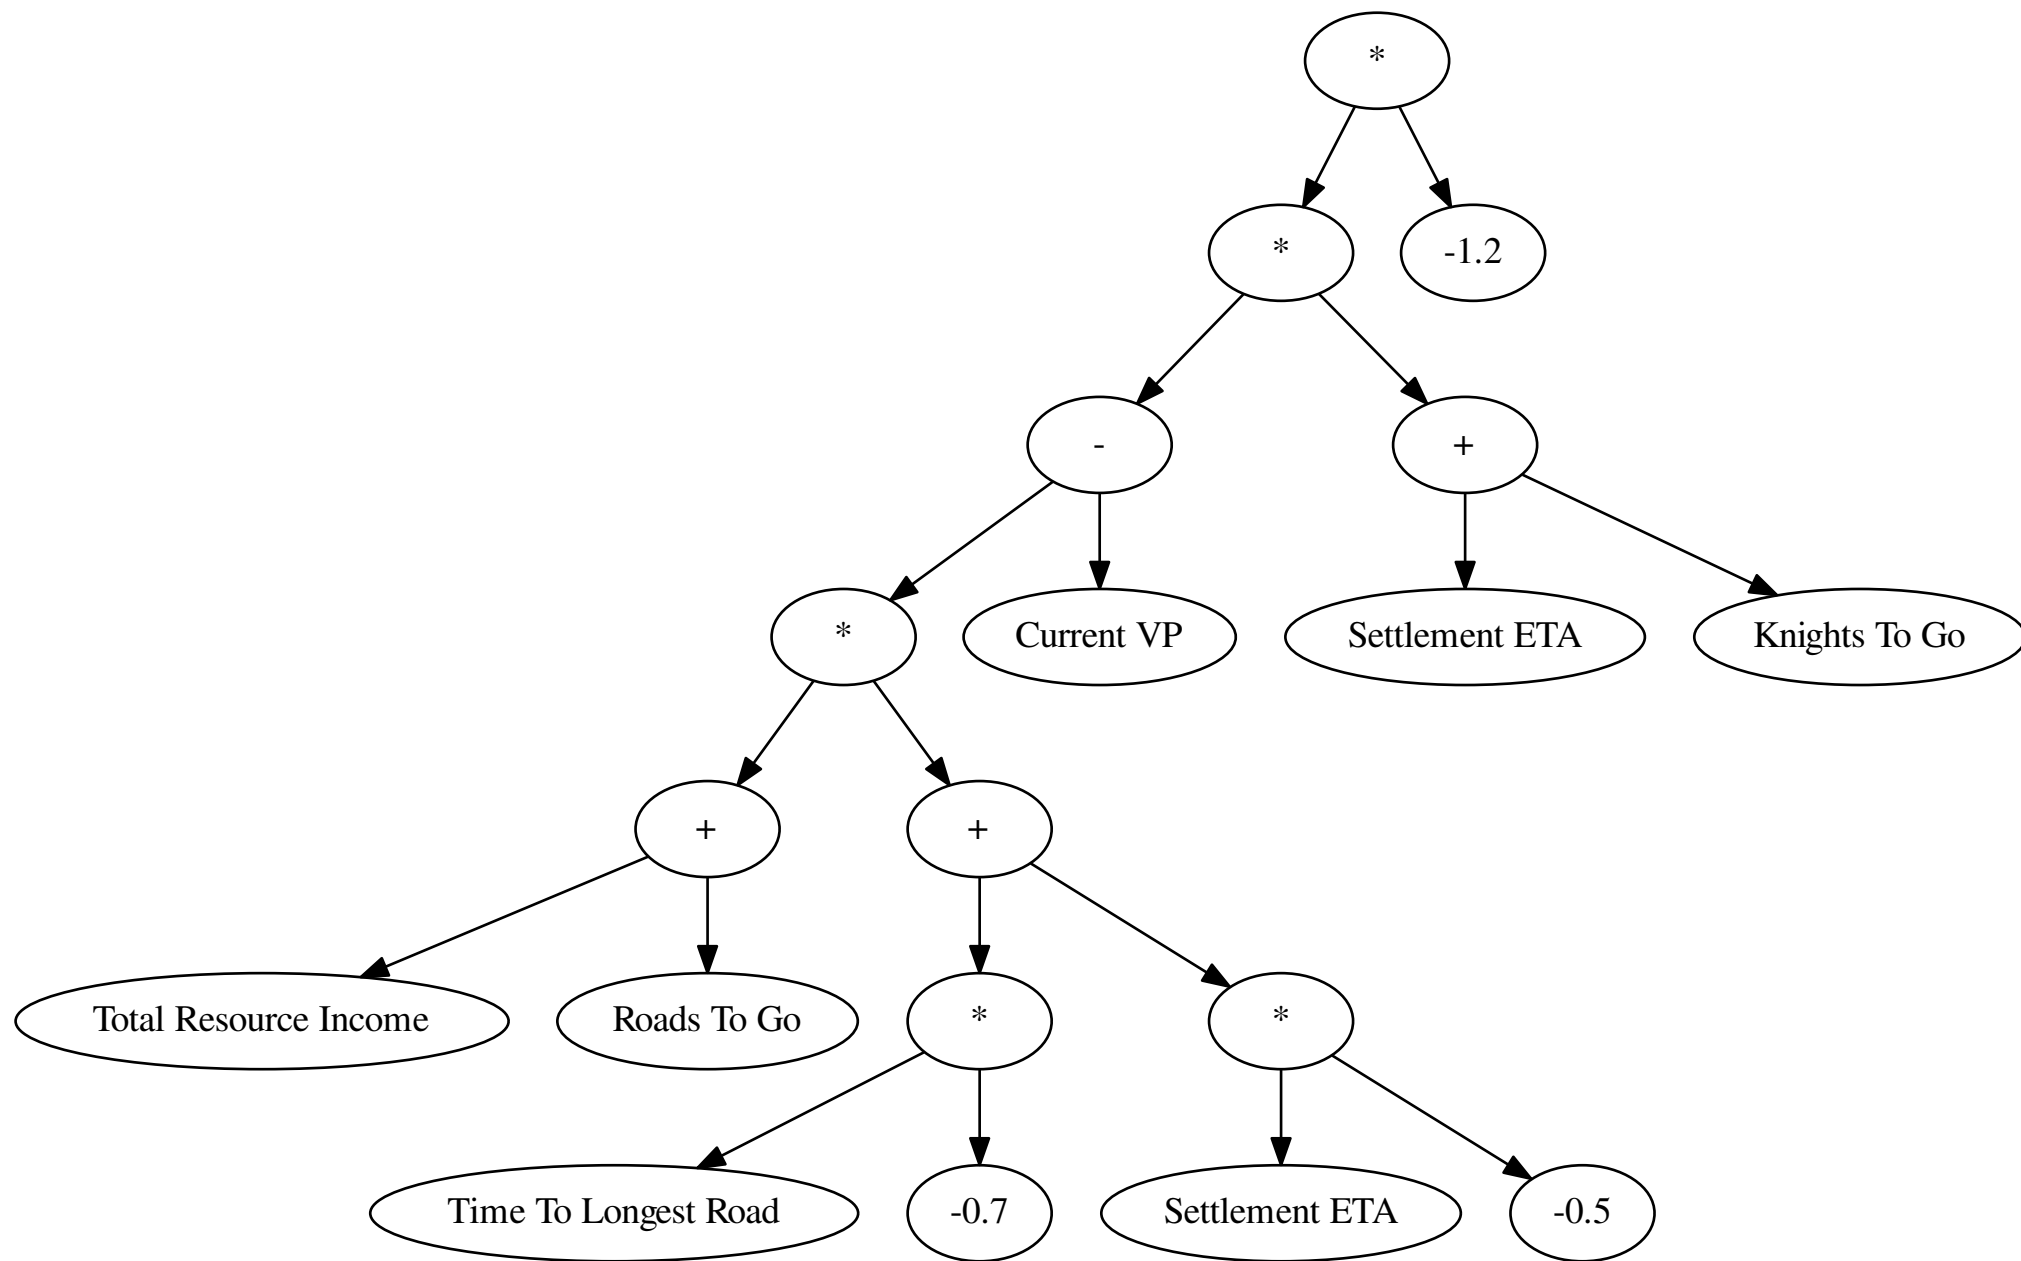 *
*
-1.2
-
+
*
Current VP
Settlement ETA
Knights To Go
+
+
Total Resource Income
Roads To Go
*
*
Time To Longest Road
-0.7
Settlement ETA
-0.5